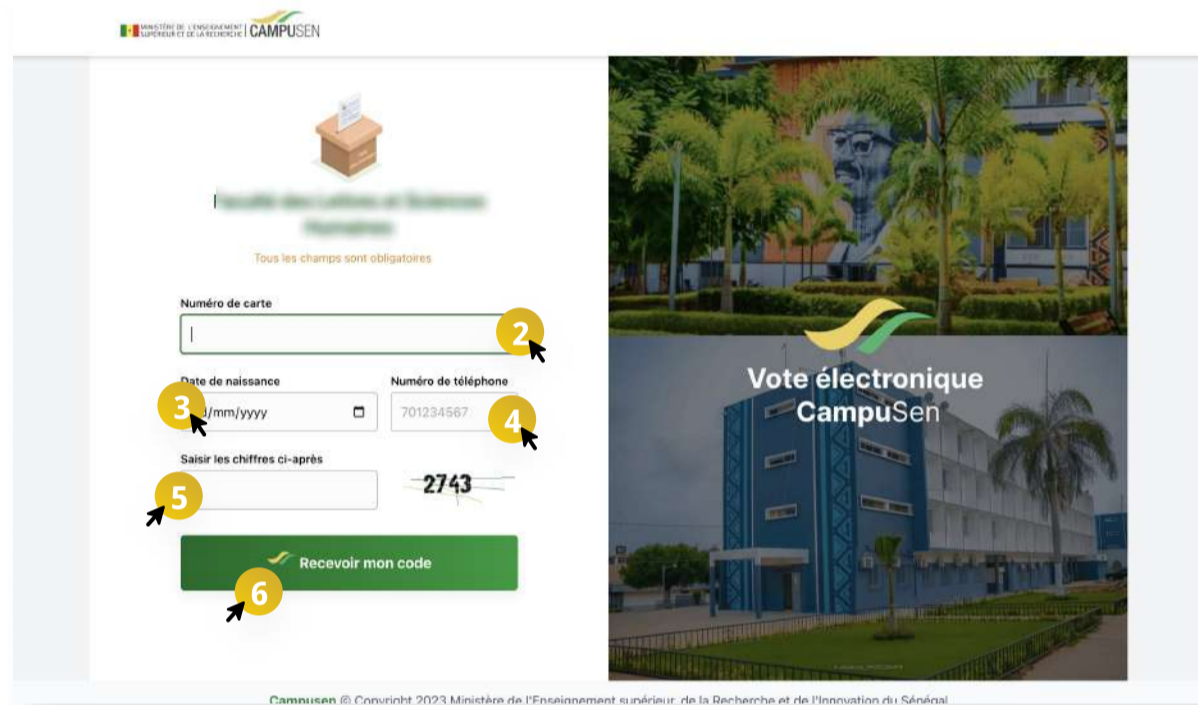 MINISTÈRE DE L'ENSEIGNEMENT
SUPÉRIEUR ET DE LA RECHERCHE
CAMPUSEN
Tous les champs sont obligatoires
Numéro de carte
2
Date de naissance
Numéro de téléphone
3
/mm/yyyy
701234567
4
Saisir les chiffres ci-après
5
2743
Recevoir mon code
6
Vote électronique
CampuSen
Campusen © Copyright 2023 Ministère de l'Enseignement supérieur, de la Recherche et de l'Innovation du Sénégal